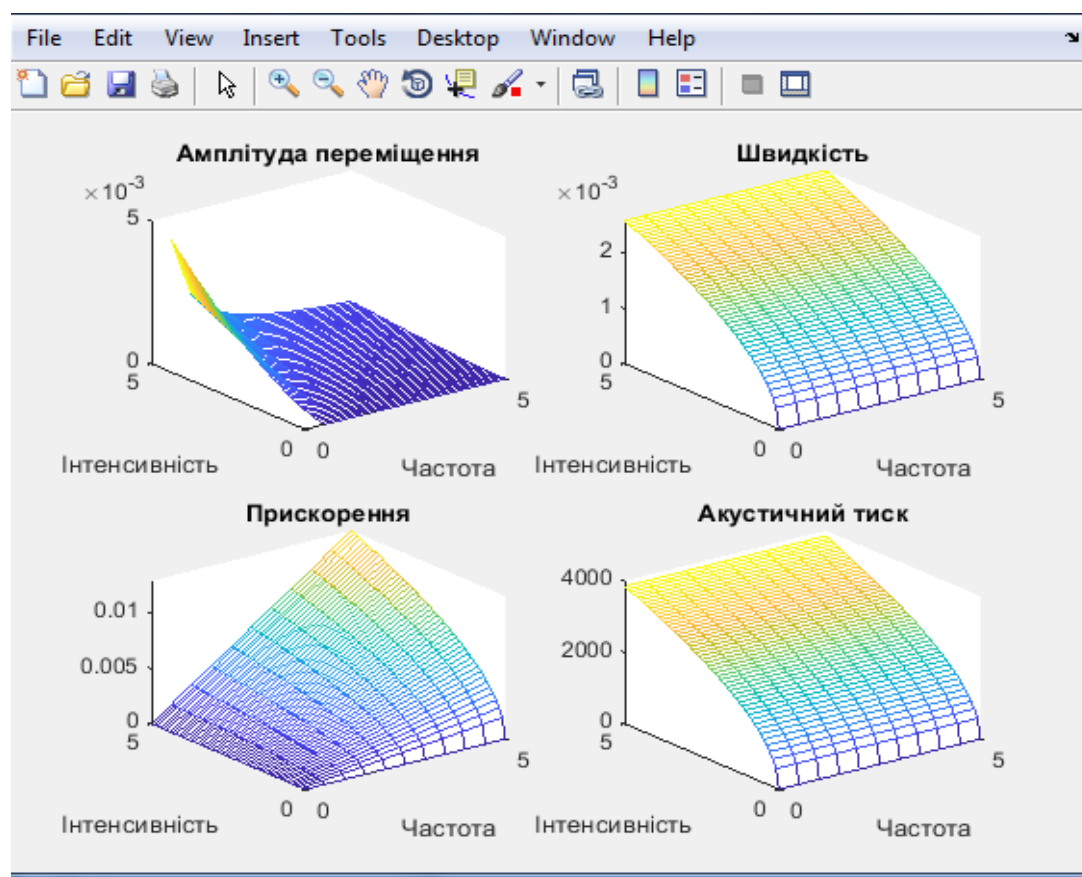 File Edit View Insert Tools Desktop Window Help
Амплітуда переміщення
×10⁻³
5
0
5
0 0
5
Інтенсивність
Частота
Швидкість
×10⁻³
2
1
0
5
0 0
5
Інтенсивність
Частота
Прискорення
0.01
0.005
0
5
0 0
5
Інтенсивність
Частота
Акустичний тиск
4000
2000
0
5
0 0
5
Інтенсивність
Частота